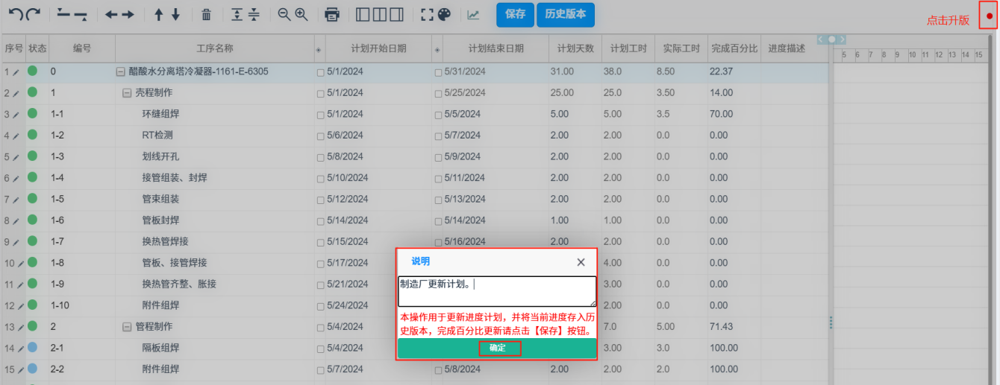 保存 历史版本 点击升版
序号 状态 编号 工序名称 计划开始日期 计划结束日期 计划天数 计划工时 实际工时 完成百分比 进度描述
5 6 7 8 9 10 11 12 13 14 15
1 0 醋酸水分离塔冷凝器-1161-E-6305 5/1/2024 5/31/2024 31.00 38.0 8.50 22.37
2 1 壳程制作 5/1/2024 5/25/2024 25.00 25.0 3.50 14.00
3 1-1 环缝组焊 5/1/2024 5/5/2024 5.00 5.00 3.5 70.00
4 1-2 RT检测 5/6/2024 5/7/2024 2.00 2.00 0.0 0.00
5 1-3 划线开孔 5/8/2024 5/9/2024 2.00 2.00 0.0 0.00
6 1-4 接管组装、封焊 5/10/2024 5/11/2024 2.00 2.00 0.0 0.00
7 1-5 管束组装 5/12/2024 5/13/2024 2.00 2.00 0.0 0.00
8 1-6 管板封焊 5/14/2024 5/14/2024 1.00 1.00 0.0 0.00
9 1-7 换热管焊接 5/15/2024 5/16/2024 2.00 2.00 0.0 0.00
10 1-8 管板、接管焊接 5/17/2024 4.00 0.0 0.00
11 1-9 换热管齐整、胀接 5/21/2024 3.00 0.0 0.00
12 1-10 附件组焊 5/24/2024 2.00 0.0 0.00
13 2 管程制作 5/4/2024 7.0 5.00 71.43
14 2-1 隔板组焊 5/4/2024 3.00 3.0 100.00
15 2-2 附件组焊 5/7/2024 5/8/2024 2.00 2.00 2.0 100.00
说明
制造厂更新计划。
本操作用于更新进度计划，并将当前进度存入历
史版本，完成百分比更新请点击【保存】按钮。
确定